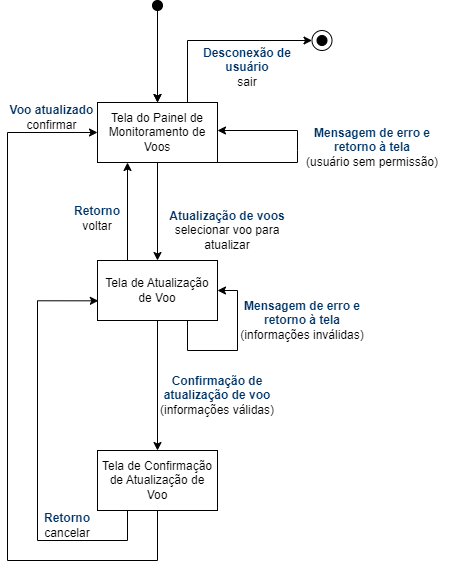 Desconexão de
usuário
sair
Voo atualizado
confirmar
Tela do Painel de
Monitoramento de
Voos
Mensagem de erro e
retorno à tela
(usuário sem permissão)
Retorno
voltar
Atualização de voos
selecionar voo para
atualizar
Tela de Atualização
de Voo
Mensagem de erro e
retorno à tela
(informações inválidas)
Confirmação de
atualização de voo
(informações válidas)
Tela de Confirmação
de Atualização de
Voo
Retorno
cancelar